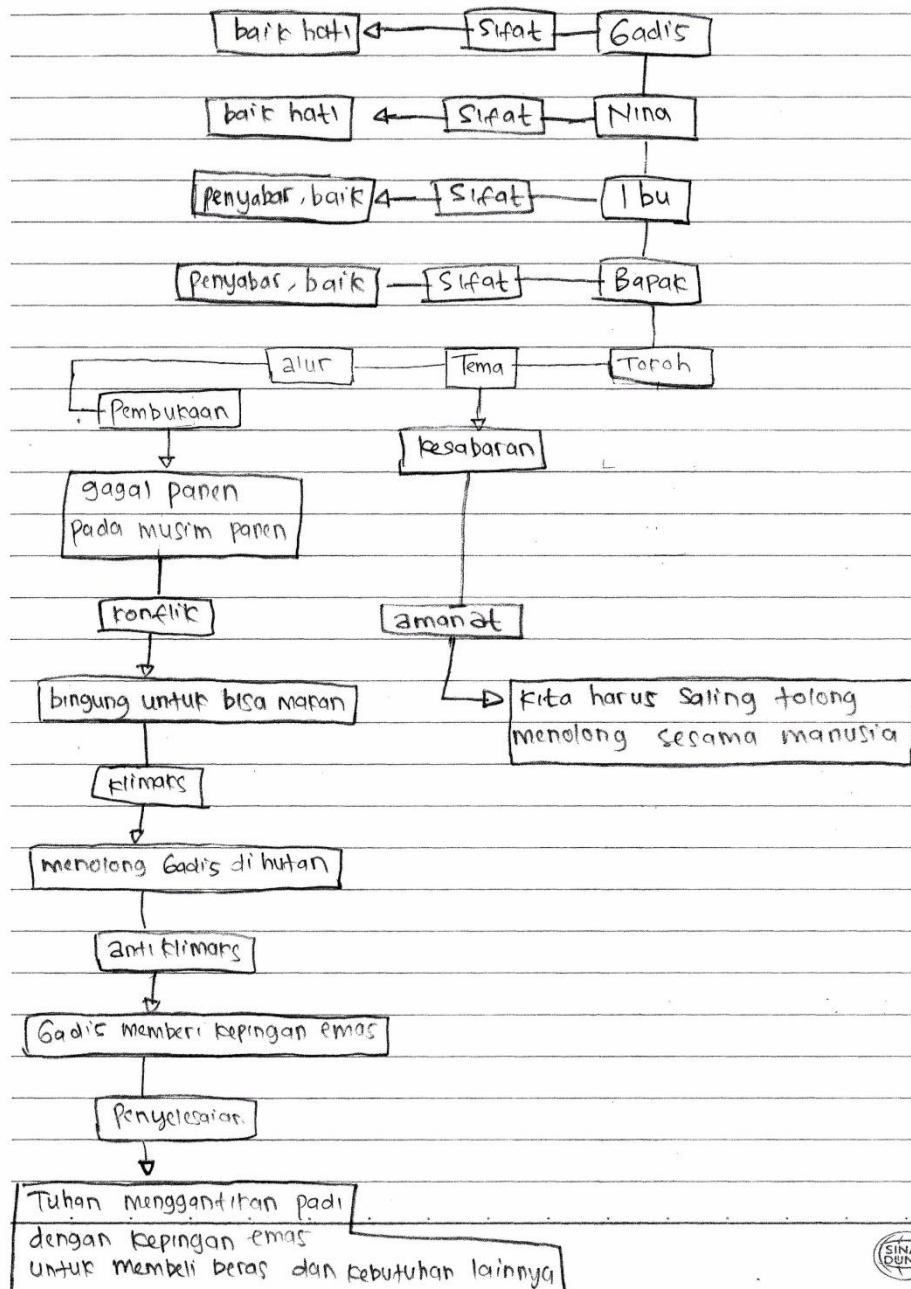 baik hati Sifat Gadis
baik hati Sifat Nina
penyabar, baik Sifat Ibu
penyabar, baik Sifat Bapak
alur Tema Tokoh
Pembukaan
kesabaran
gagal panen
pada musim panen
konflik
amanat
bingung untuk bisa makan
kita harus saling tolong
menolong sesama manusia
klimaks
menolong Gadis di hutan
anti klimaks
Gadis memberi kepingan emas
Penyelesaian
Tuhan menggantikan padi
dengan kepingan emas
untuk membeli beras dan kebutuhan lainnya